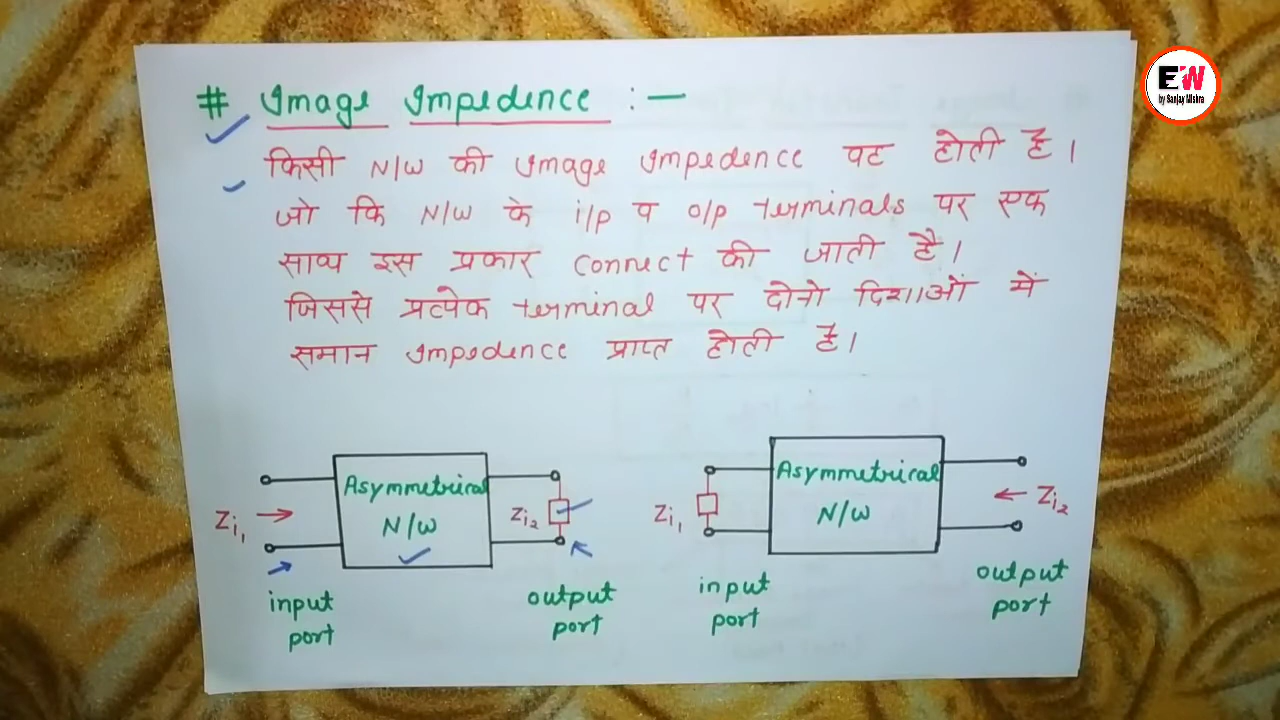 # Image Impedence :-
किसी N/W की Image Impedence वह होती है।
जो कि N/W के i/p व o/p terminals पर एक
साथ इस प्रकार connect की जाती है।
जिससे प्रत्येक terminal पर दोनो दिशाओं में
समान Impedence प्राप्त होती है।
Asymmetrical
N/W
Zi1
Zi2
input
port
output
port
Asymmetrical
N/W
Zi1
Zi2
input
port
output
port
EW
by Sanjay Mishra